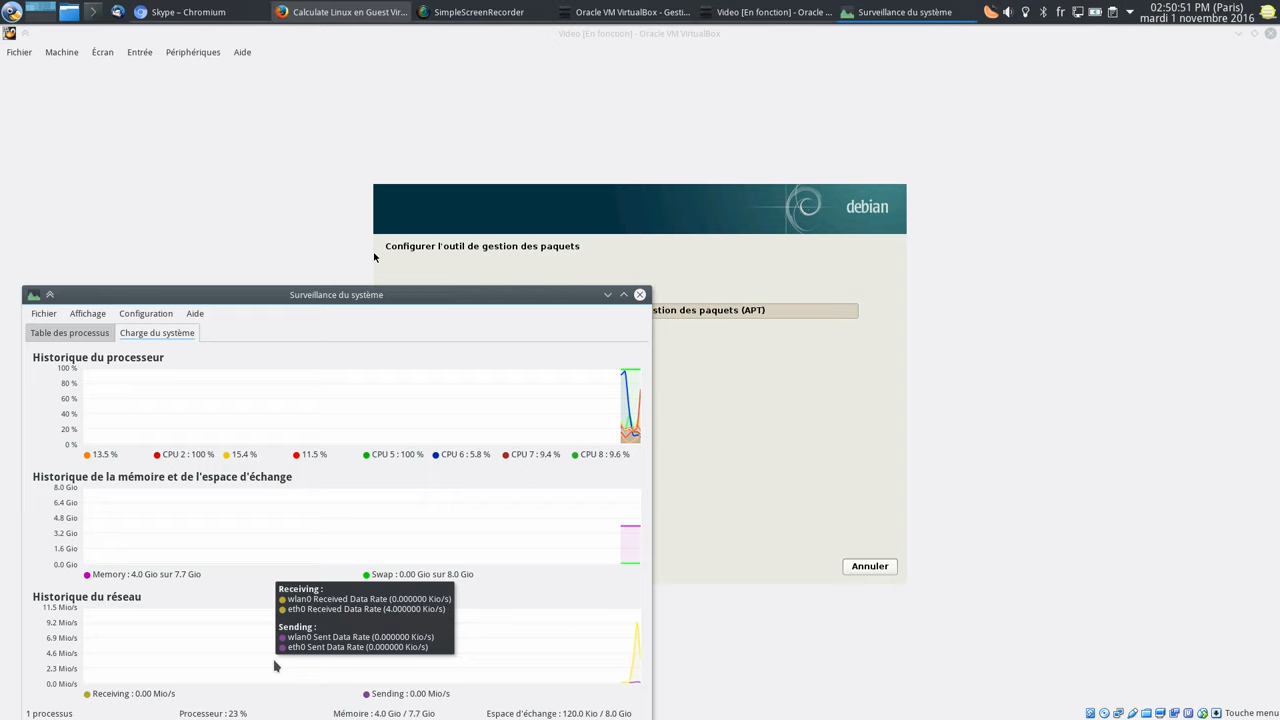 Skype – Chromium
Calculate Linux en Guest Vir...
SimpleScreenRecorder
Oracle VM VirtualBox – Gesti...
Video [En fonction] - Oracle ...
Surveillance du système
fr
02:50:51 PM (Paris)
mardi 1 novembre 2016
Video [En fonction] - Oracle VM VirtualBox
Fichier
Machine
Écran
Entrée
Périphériques
Aide
debian
Configurer l'outil de gestion des paquets
stion des paquets (APT)
Annuler
Surveillance du système
Fichier
Affichage
Configuration
Aide
Table des processus
Charge du système
Historique du processeur
100 %
80 %
60 %
40 %
20 %
0 %
13.5 %
CPU 2 : 100 %
15.4 %
11.5 %
CPU 5 : 100 %
CPU 6 : 5.8 %
CPU 7 : 9.4 %
CPU 8 : 9.6 %
Historique de la mémoire et de l'espace d'échange
8.0 Gio
6.4 Gio
4.8 Gio
3.2 Gio
1.6 Gio
0.0 Gio
Memory : 4.0 Gio sur 7.7 Gio
Swap : 0.00 Gio sur 8.0 Gio
Historique du réseau
11.5 Mio/s
9.2 Mio/s
6.9 Mio/s
4.6 Mio/s
2.3 Mio/s
0.0 Mio/s
Receiving :
wlan0 Received Data Rate (0.000000 Kio/s)
eth0 Received Data Rate (4.000000 Kio/s)
Sending :
wlan0 Sent Data Rate (0.000000 Kio/s)
eth0 Sent Data Rate (0.000000 Kio/s)
Receiving : 0.00 Mio/s
Sending : 0.00 Mio/s
1 processus
Processeur : 23 %
Mémoire : 4.0 Gio / 7.7 Gio
Espace d'échange : 120.0 Kio / 8.0 Gio
Touche menu